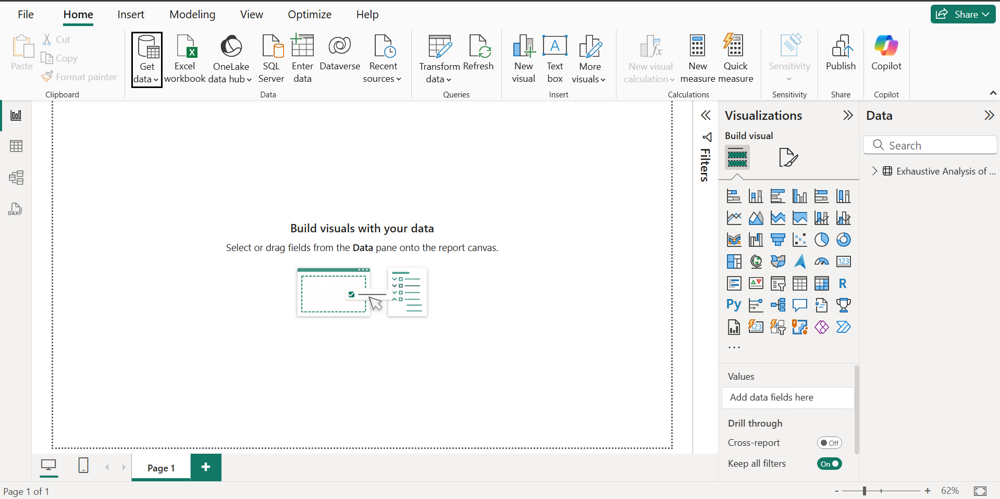 File Home Insert Modeling View Optimize Help
Share
Paste
Cut
Copy
Format painter
Clipboard
Get
data
Excel
workbook
OneLake
data hub
SQL
Server
Enter
data
Dataverse
Recent
sources
Data
Transform
data
Refresh
Queries
New
visual
Text
box
A
More
visuals
Insert
New visual
calculation
New
measure
Quick
measure
Calculations
Sensitivity
Sensitivity
Publish
Share
Copilot
Copilot
DAX
Build visuals with your data
Select or drag fields from the Data pane onto the report canvas.
Filters
Visualizations
Build visual
123
R
Py
123
...
Values
Add data fields here
Drill through
Cross-report
Off
Keep all filters
On
Data
Search
Exhaustive Analysis of ...
Page 1
+
Page 1 of 1
- + 62%